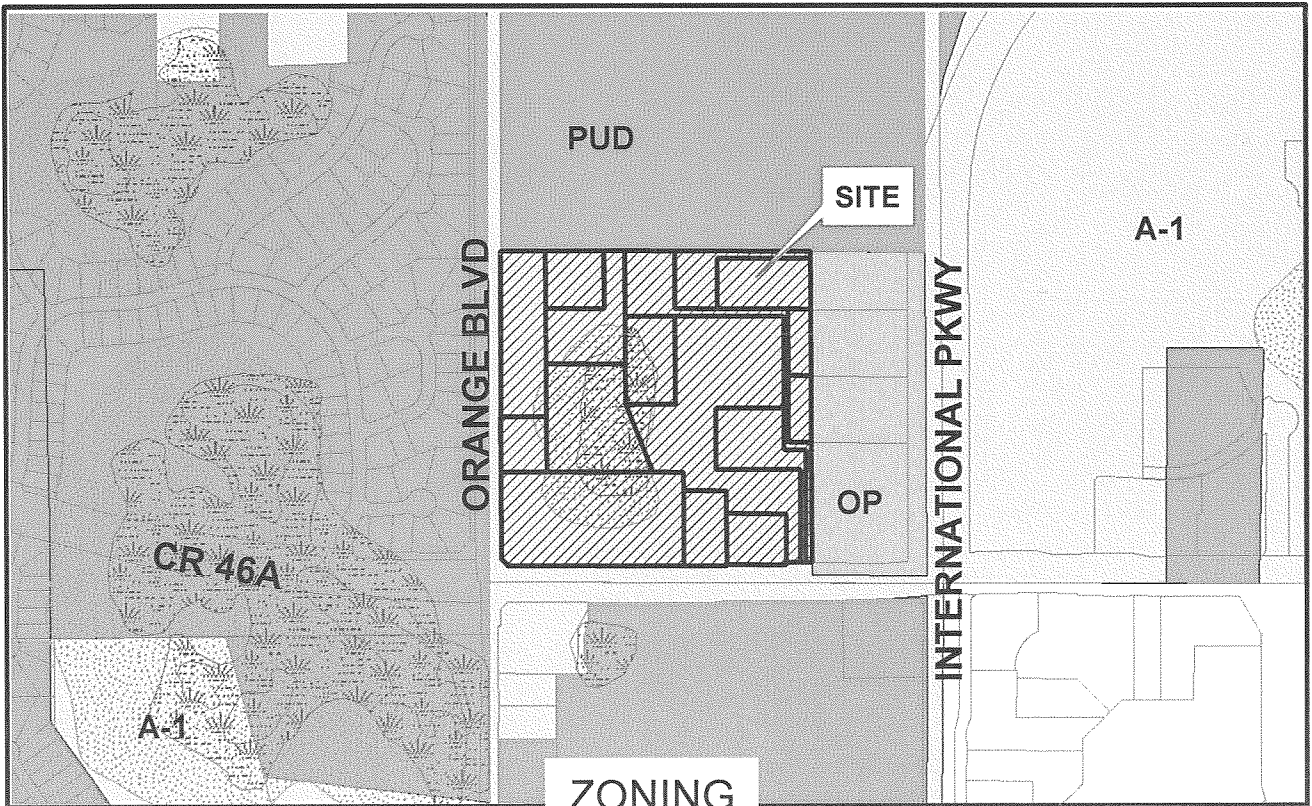 PUD
SITE
A-1
ORANGE BLVD
INTERNATIONAL PKWY
OP
CR 46A
A-1
ZONING